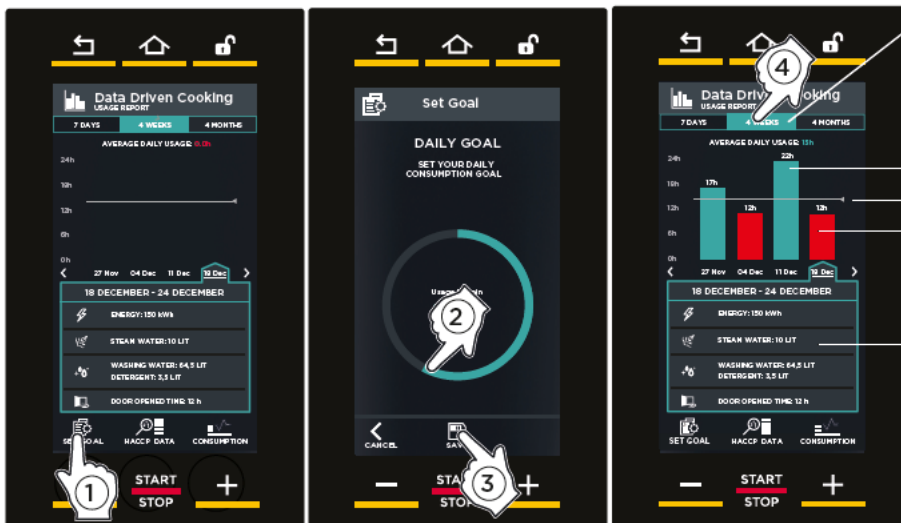 Data Driven Cooking
USAGE REPORT
7 DAYS 4 WEEKS 4 MONTHS
AVERAGE DAILY USAGE: 0.0h
24h
18h
12h
6h
0h
27 Nov 04 Dec 11 Dec 18 Dec
18 DECEMBER - 24 DECEMBER
ENERGY: 150 kWh
STEAM WATER: 10 LIT
WASHING WATER: 64,5 LIT
DETERGENT: 3,5 LIT
DOOR OPENED TIME: 12 h
SET GOAL HACCP DATA CONSUMPTION
1
START
STOP
Set Goal
DAILY GOAL
SET YOUR DAILY
CONSUMPTION GOAL
2
CANCEL
3
STOP
4
Data Driven Cooking
USAGE REPORT
7 DAYS 4 WEEKS 4 MONTHS
AVERAGE DAILY USAGE: 13h
24h
22h
18h
17h
12h
12h
12h
6h
0h
27 Nov 04 Dec 11 Dec 18 Dec
18 DECEMBER - 24 DECEMBER
ENERGY: 150 kWh
STEAM WATER: 10 LIT
WASHING WATER: 64,5 LIT
DETERGENT: 3,5 LIT
DOOR OPENED TIME: 12 h
SET GOAL HACCP DATA CONSUMPTION
START
STOP